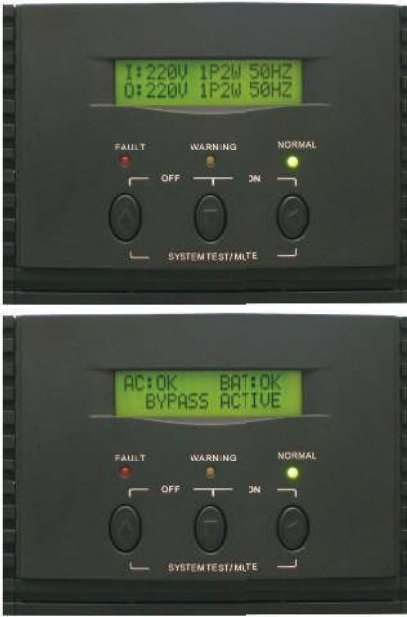 I:220V 1P2W 50HZ
O:220V 1P2W 50HZ
FAULT WARNING NORMAL
OFF ON
SYSTEM TEST/MUTE
AC:OK BAT:OK
BYPASS ACTIVE
FAULT WARNING NORMAL
OFF ON
SYSTEM TEST/MUTE